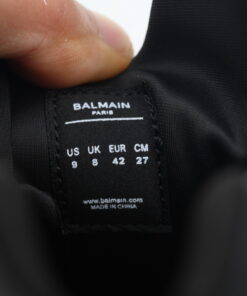 BALMAIN
PARIS
US UK EUR CM
9 8 42 27
www.balmain.com
MADE IN CHINA